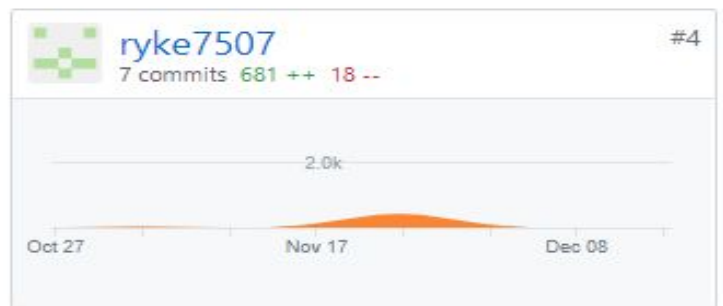 ryke7507
#4
7 commits 681 ++ 18 --
2.0k
Oct 27 Nov 17 Dec 08